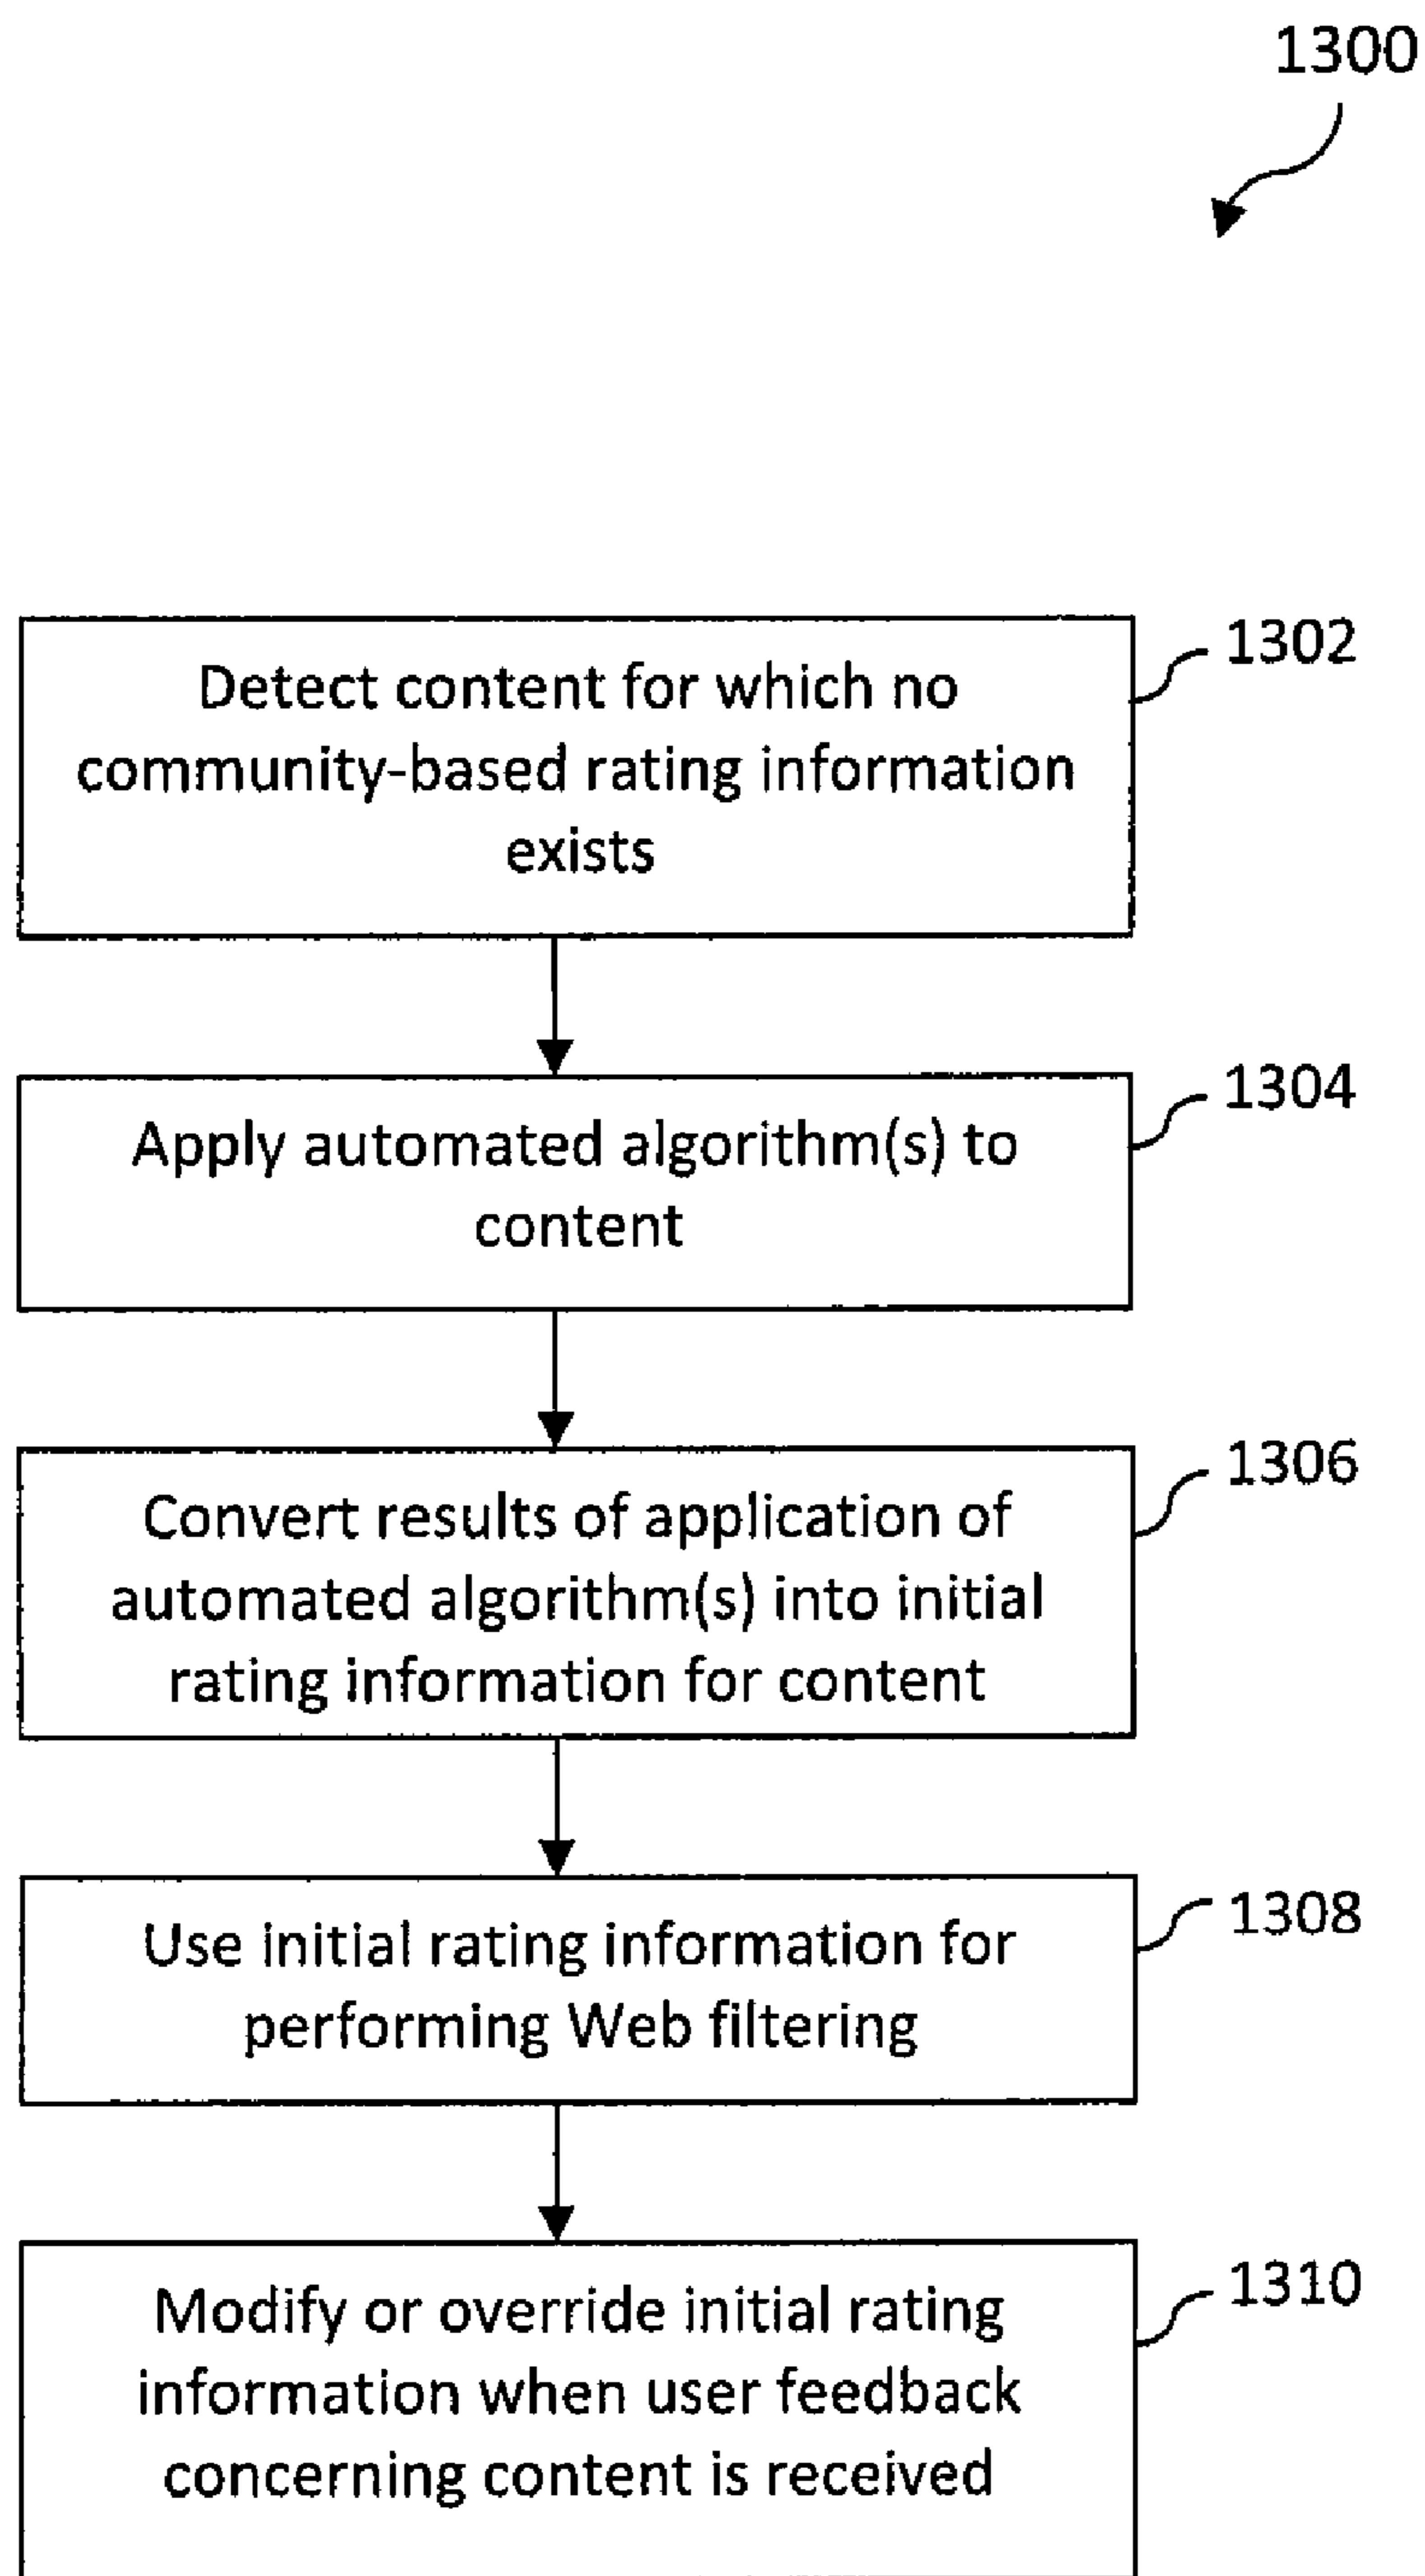 1300
Detect content for which no
community-based rating information
exists
1302
Apply automated algorithm(s) to
content
1304
Convert results of application of
automated algorithm(s) into initial
rating information for content
1306
Use initial rating information for
performing Web filtering
1308
Modify or override initial rating
information when user feedback
concerning content is received
1310